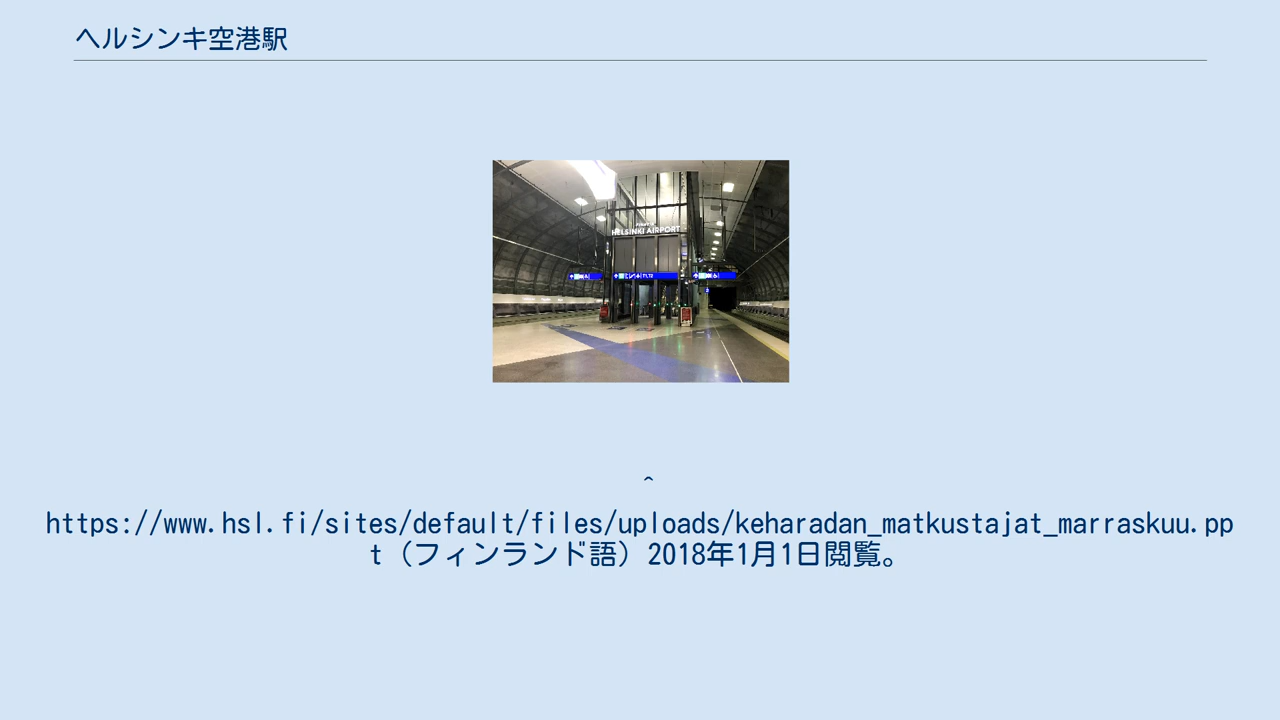 ヘルシンキ空港駅
HELSINKI AIRPORT
^
https://www.hsl.fi/sites/default/files/uploads/keharadan_matkustajat_marraskuu.pp
t（フィンランド語）2018年1月1日閲覧。